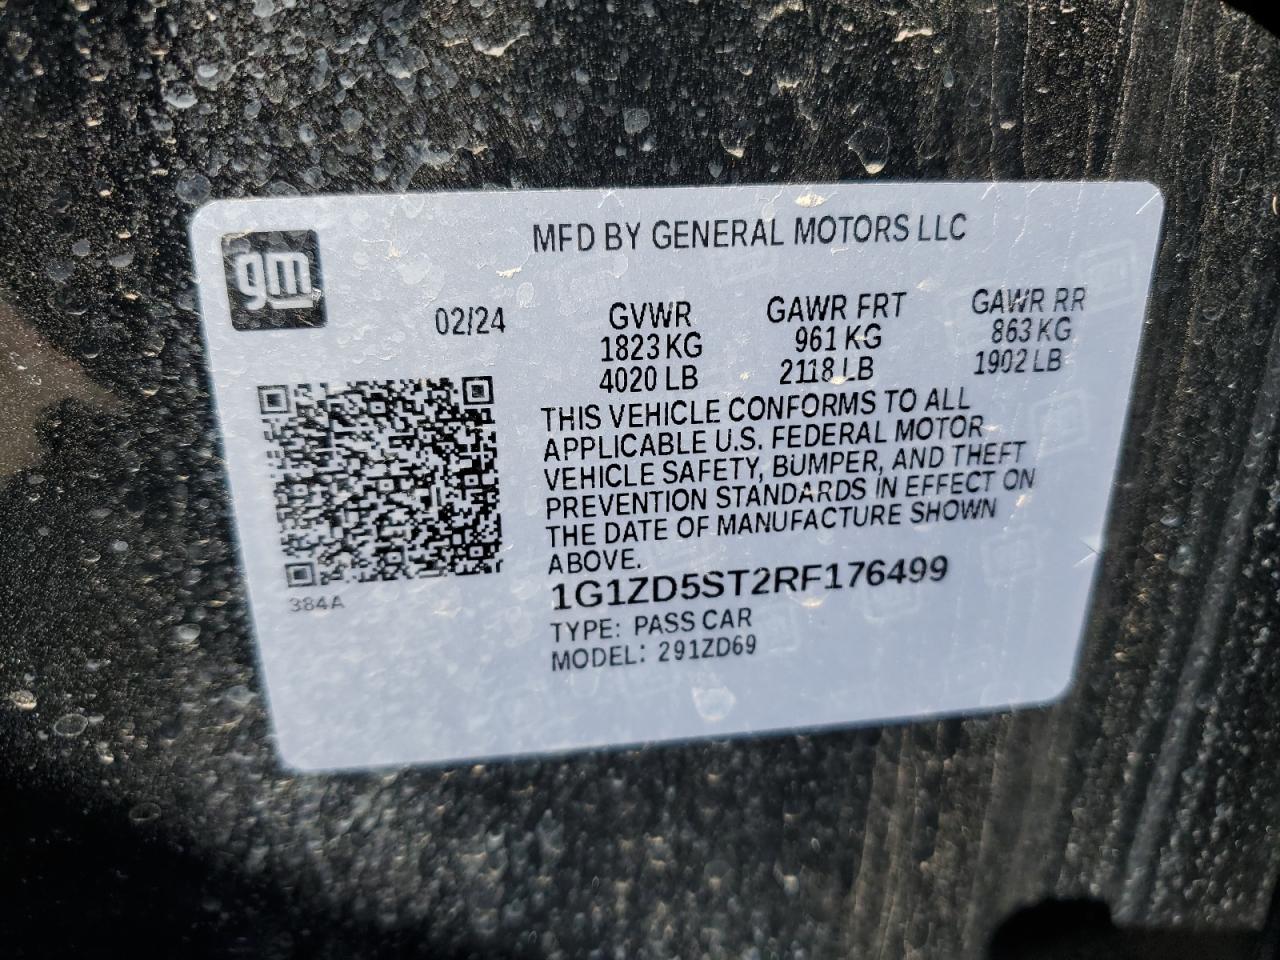 gm
MFD BY GENERAL MOTORS LLC
02/24
GVWR
1823 KG
4020 LB
GAWR FRT
961 KG
2118 LB
GAWR RR
863 KG
1902 LB
THIS VEHICLE CONFORMS TO ALL
APPLICABLE U.S. FEDERAL MOTOR
VEHICLE SAFETY, BUMPER, AND THEFT
PREVENTION STANDARDS IN EFFECT ON
THE DATE OF MANUFACTURE SHOWN
ABOVE.
384A
1G1ZD5ST2RF176499
TYPE: PASS CAR
MODEL: 291ZD69